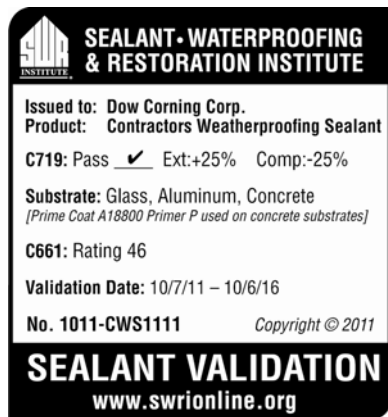 SWR
INSTITUTE
SEALANT • WATERPROOFING
& RESTORATION INSTITUTE
Issued to: Dow Corning Corp.
Product: Contractors Weatherproofing Sealant
C719: Pass ✔ Ext:+25% Comp:-25%
Substrate: Glass, Aluminum, Concrete
[Prime Coat A18800 Primer P used on concrete substrates]
C661: Rating 46
Validation Date: 10/7/11 – 10/6/16
No. 1011-CWS1111 Copyright © 2011
SEALANT VALIDATION
www.swrionline.org